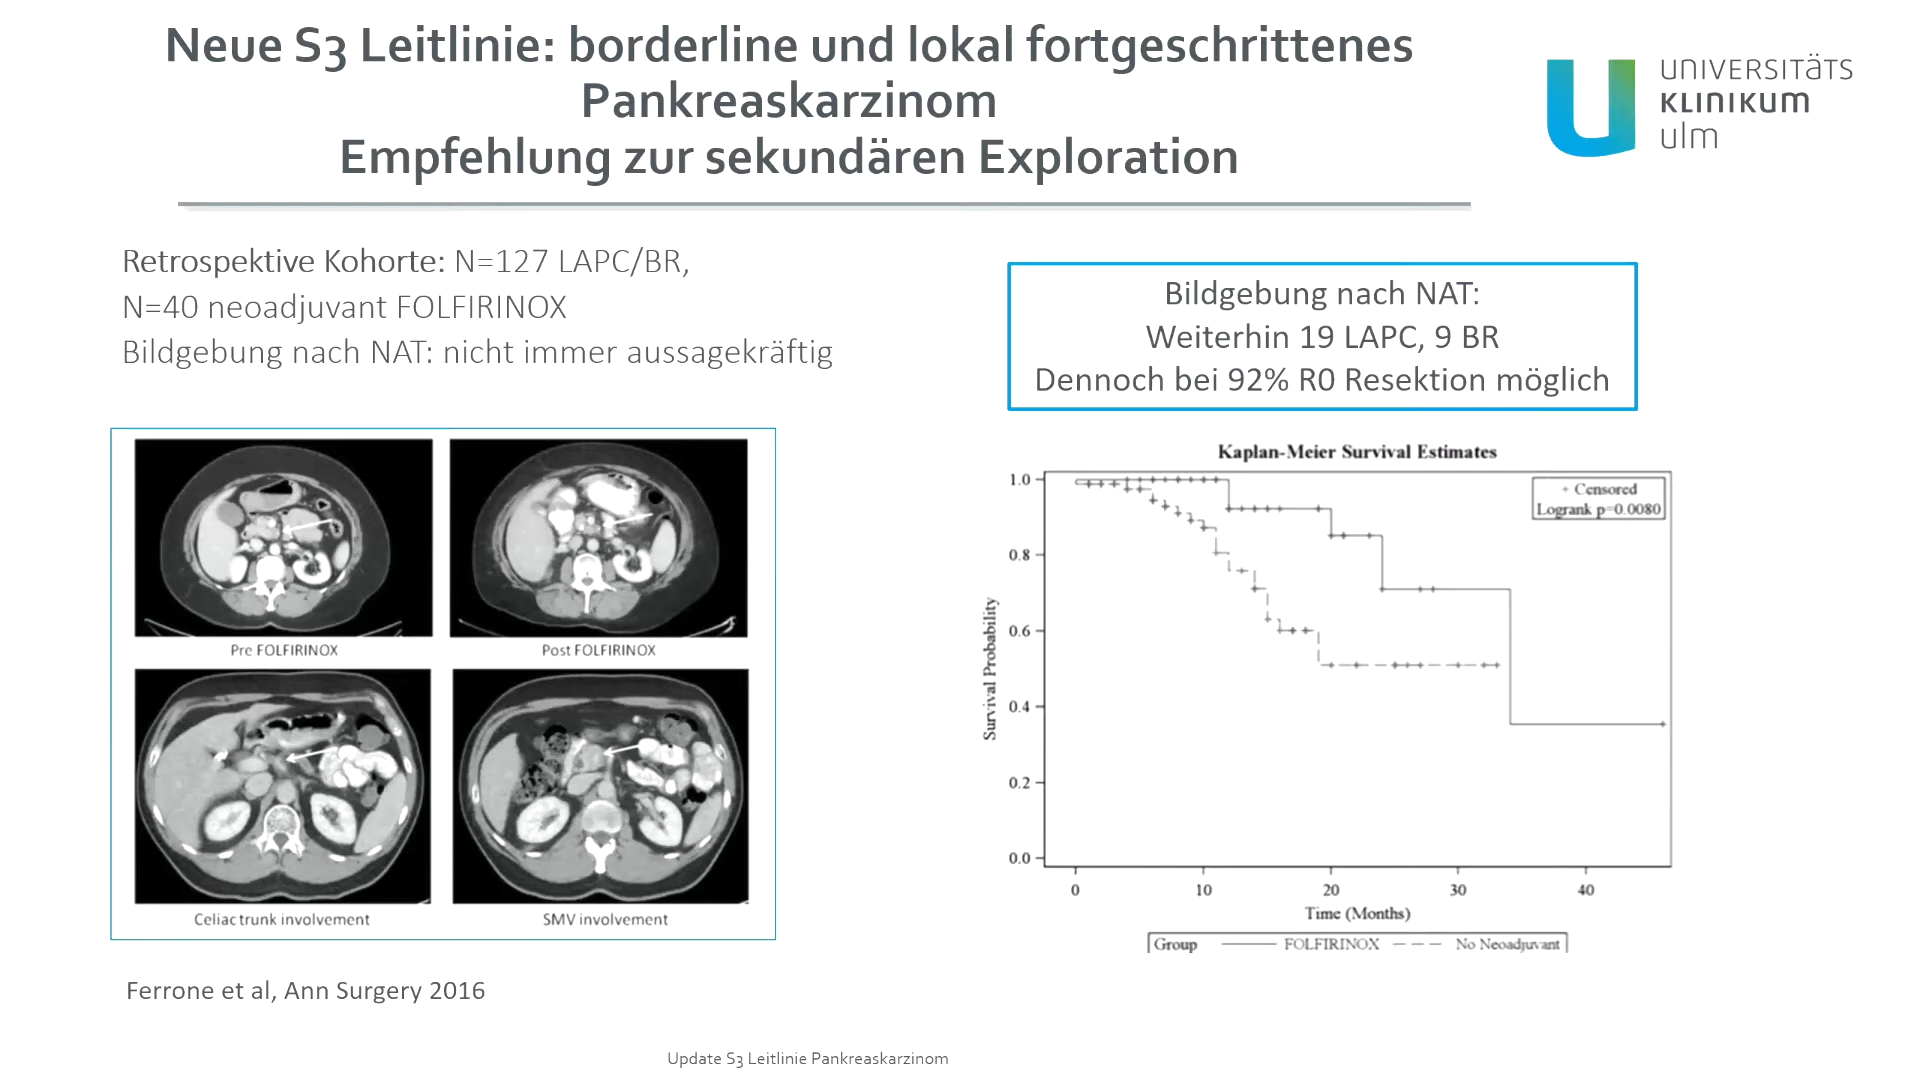 Neue S3 Leitlinie: borderline und lokal fortgeschrittenes
Pankreaskarzinom
Empfehlung zur sekundären Exploration
UNIVERSITäTS
KLINIKUM
ulm
Retrospektive Kohorte: N=127 LAPC/BR,
N=40 neoadjuvant FOLFIRINOX
Bildgebung nach NAT: nicht immer aussagekräftig
Bildgebung nach NAT:
Weiterhin 19 LAPC, 9 BR
Dennoch bei 92% R0 Resektion möglich
Pre FOLFIRINOX
Post FOLFIRINOX
Celiac trunk involvement
SMV involvement
Kaplan-Meier Survival Estimates
+ Censored
Logrank p=0.0080
Survival Probability
1.0
0.8
0.6
0.4
0.2
0.0
0 10 20 30 40
Time (Months)
Group FOLFIRINOX No Neoadjuvant
Ferrone et al, Ann Surgery 2016
Update S3 Leitlinie Pankreaskarzinom